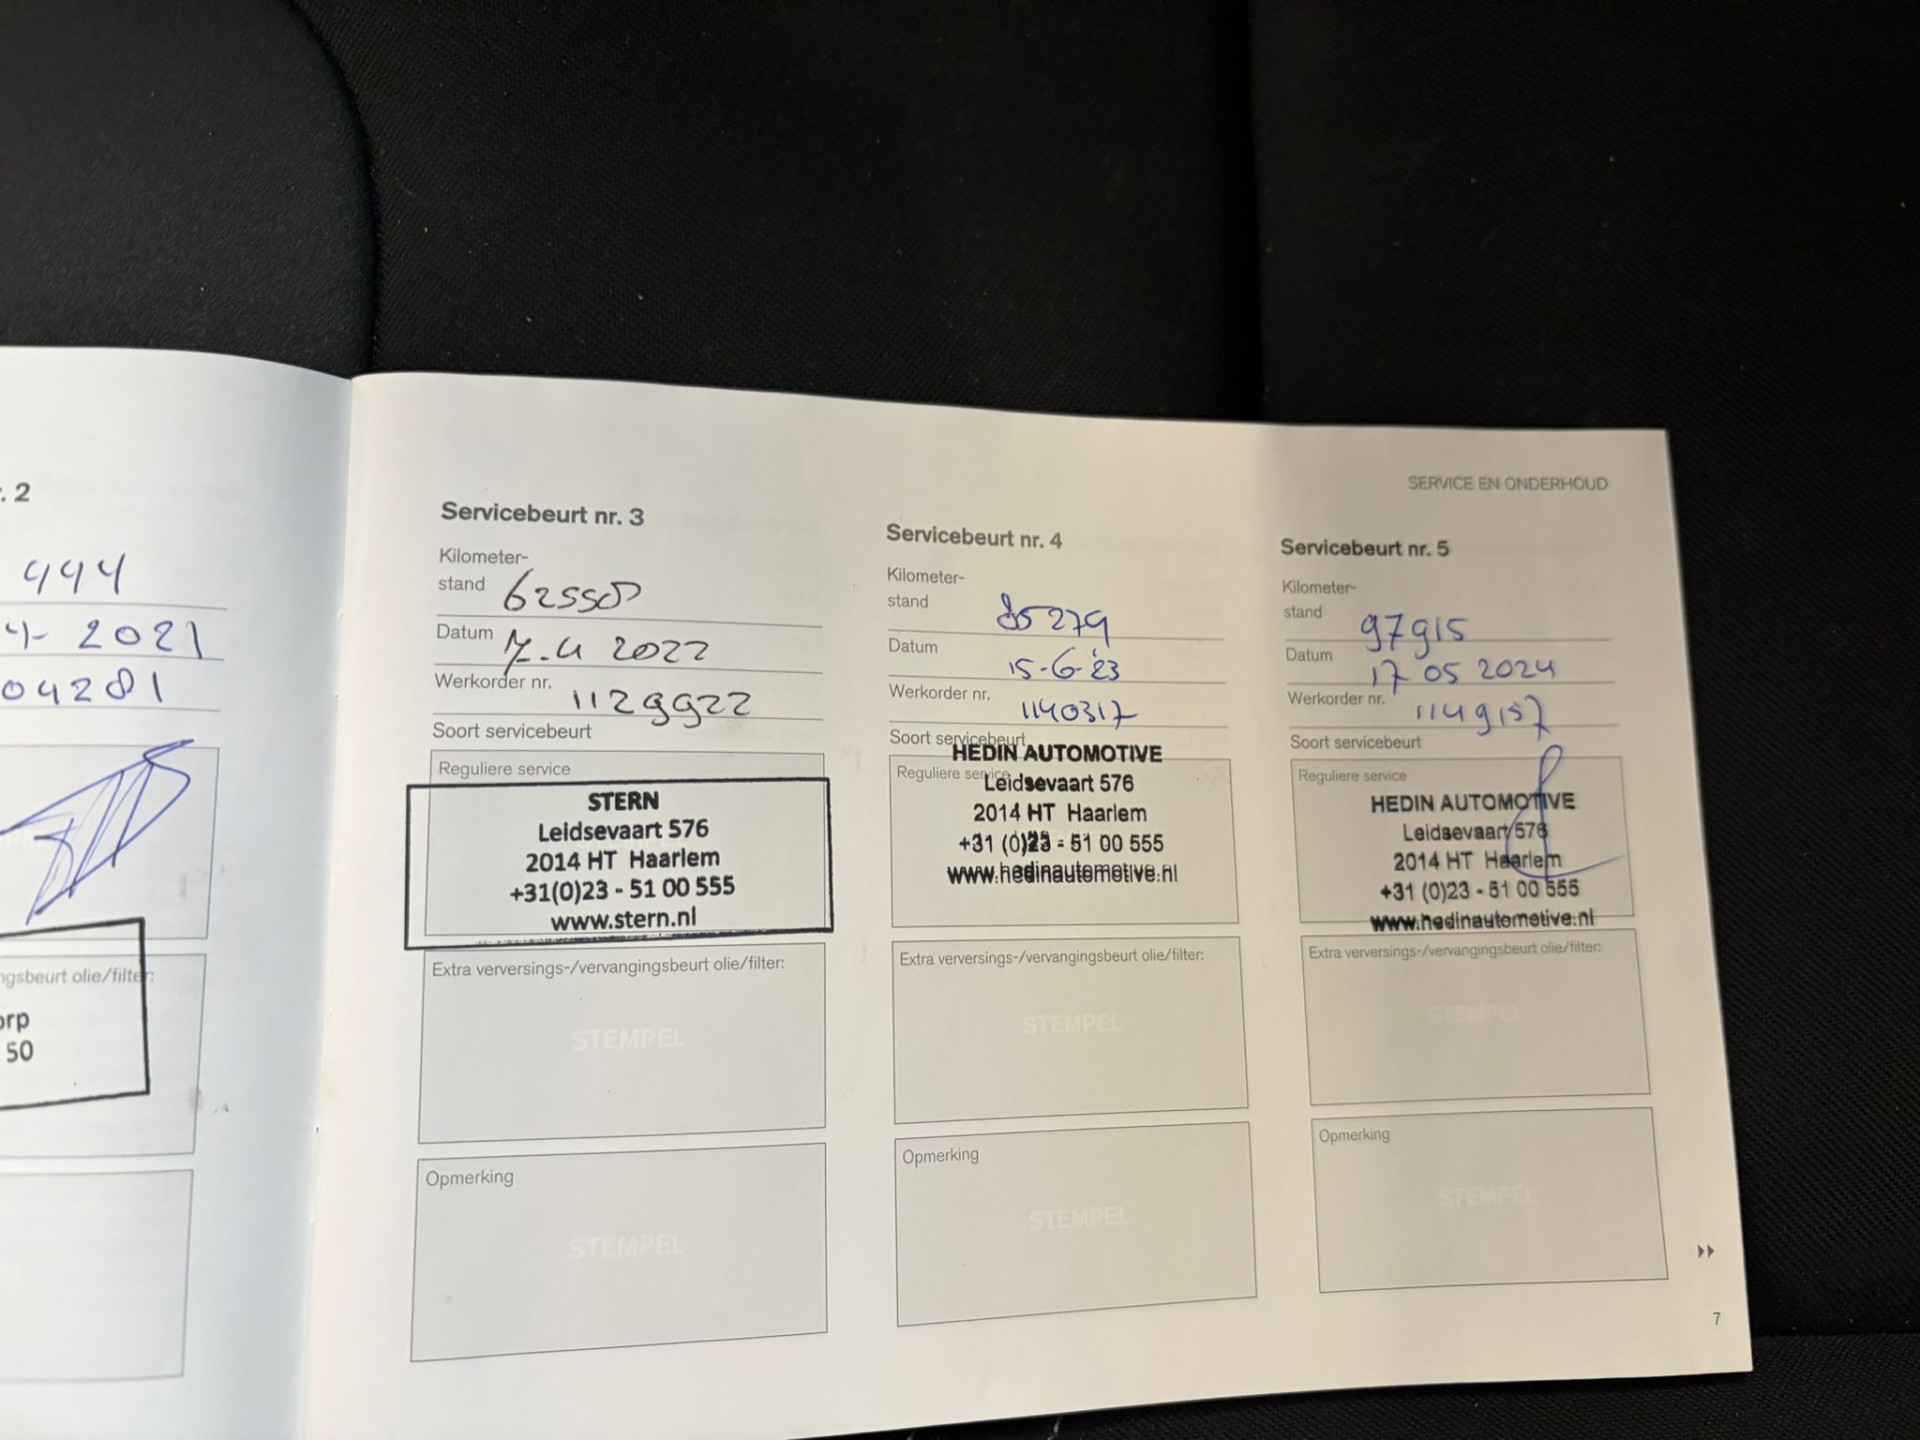 . 2
444
4- 2021
04281
ngsbeurt olie/filter:
orp
50
SERVICE EN ONDERHOUD
Servicebeurt nr. 3
Kilometer-
stand 62550
Datum 7-4 2022
Werkorder nr. 1129922
Soort servicebeurt
Reguliere service
STERN
Leidsevaart 576
2014 HT Haarlem
+31(0)23 - 51 00 555
www.stern.nl
Extra verversings-/vervangingsbeurt olie/filter:
STEMPEL
Opmerking
STEMPEL
Servicebeurt nr. 4
Kilometer-
stand 85279
Datum 15-6-'23
Werkorder nr. 1140317
Soort servicebeurt
Reguliere service
HEDIN AUTOMOTIVE
Leidsevaart 576
2014 HT Haarlem
+31 (0)23 - 51 00 555
www.hedinautomotive.nl
Extra verversings-/vervangingsbeurt olie/filter:
STEMPEL
Opmerking
STEMPEL
Servicebeurt nr. 5
Kilometer-
stand 97915
Datum 17 05 2024
Werkorder nr. 1149157
Soort servicebeurt
Reguliere service
HEDIN AUTOMOTIVE
Leidsevaart 576
2014 HT Haarlem
+31 (0)23 - 51 00 555
www.hedinautomotive.nl
Extra verversings-/vervangingsbeurt olie/filter:
STEMPEL
Opmerking
STEMPEL
7